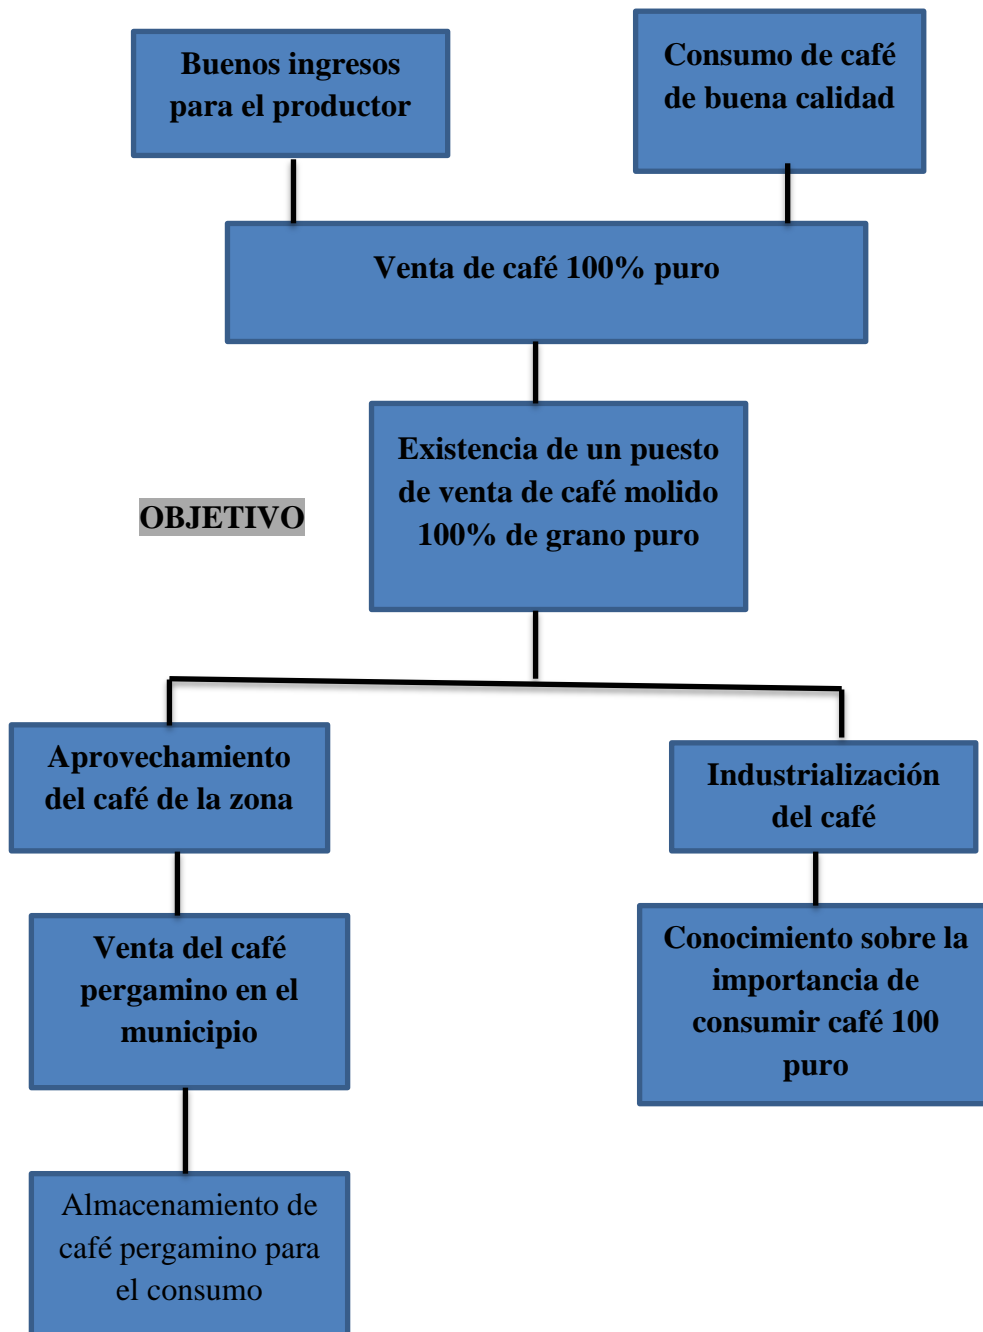 Buenos ingresos
para el productor
Consumo de café
de buena calidad
Venta de café 100% puro
Existencia de un puesto
de venta de café molido
100% de grano puro
OBJETIVO
Aprovechamiento
del café de la zona
Industrialización
del café
Venta del café
pergamino en el
municipio
Conocimiento sobre la
importancia de
consumir café 100
puro
Almacenamiento de
café pergamino para
el consumo